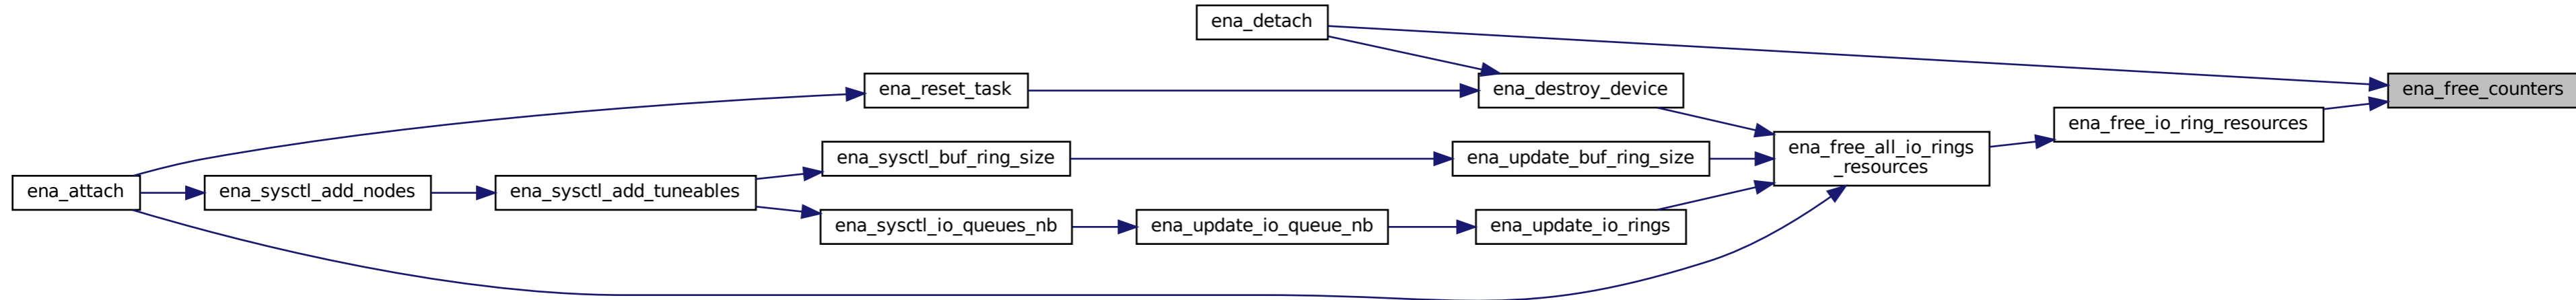 ena_detach
ena_reset_task
ena_destroy_device
ena_free_counters
ena_free_io_ring_resources
ena_sysctl_buf_ring_size
ena_update_buf_ring_size
ena_free_all_io_rings
_resources
ena_attach
ena_sysctl_add_nodes
ena_sysctl_add_tuneables
ena_sysctl_io_queues_nb
ena_update_io_queue_nb
ena_update_io_rings